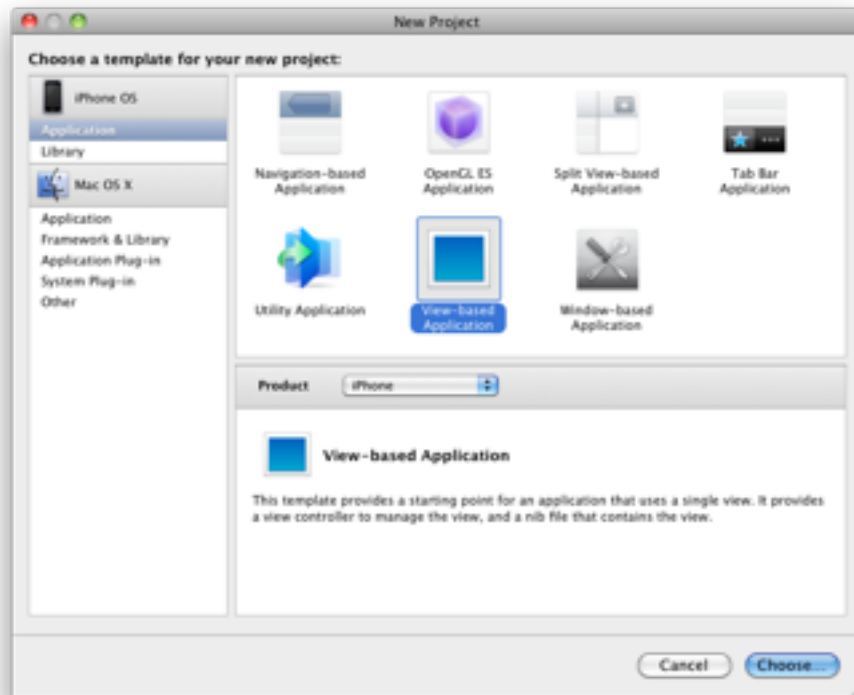 New Project
Choose a template for your new project:
iPhone OS
Application
Library
Mac OS X
Application
Framework & Library
Application Plug-in
System Plug-in
Other
Navigation-based
Application
OpenGL ES
Application
Split View-based
Application
Tab Bar
Application
Utility Application
View-based
Application
Window-based
Application
Product
iPhone
View-based Application
This template provides a starting point for an application that uses a single view. It provides
a view controller to manage the view, and a nib file that contains the view.
Cancel
Choose...